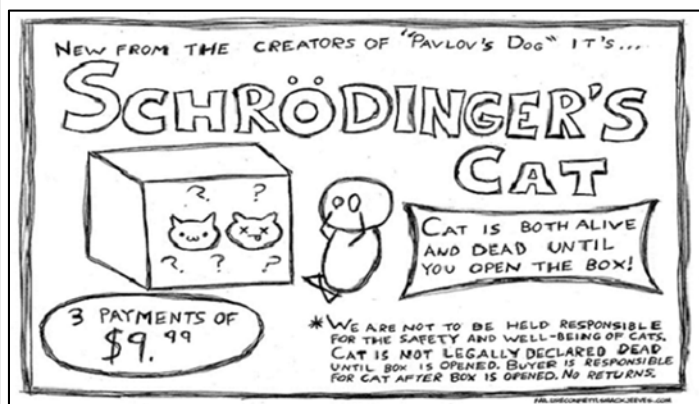 NEW FROM THE CREATORS OF "PAVLOV'S DOG" IT'S...
SCHRÖDINGER'S
CAT
? ?
? ? ?
CAT IS BOTH ALIVE
AND DEAD UNTIL
YOU OPEN THE BOX!
3 PAYMENTS OF
$9.99
*WE ARE NOT TO BE HELD RESPONSIBLE
FOR THE SAFETY AND WELL-BEING OF CATS.
CAT IS NOT LEGALLY DECLARED DEAD
UNTIL BOX IS OPENED. BUYER IS RESPONSIBLE
FOR CAT AFTER BOX IS OPENED. NO RETURNS.